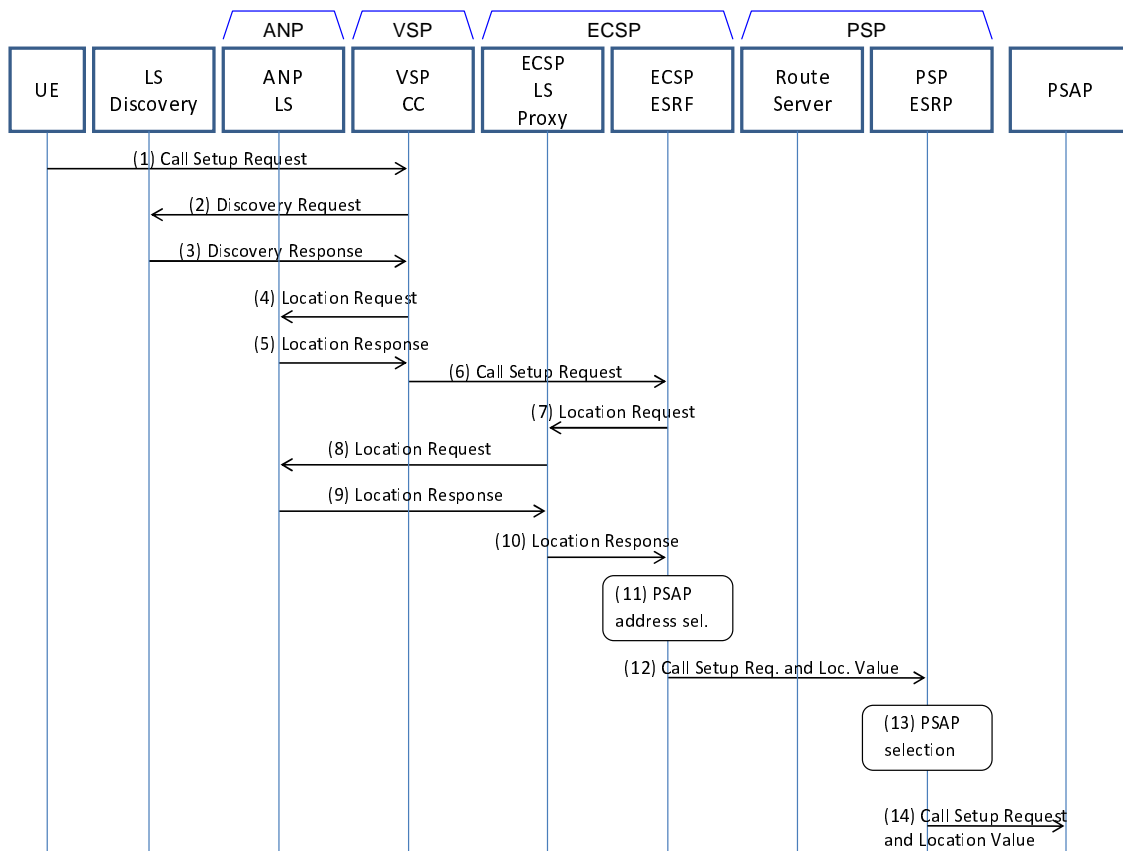 ANP
VSP
ECSP
PSP
UE
LS
Discovery
ANP
LS
VSP
CC
ECSP
LS
Proxy
ECSP
ESRF
Route
Server
PSP
ESRP
PSAP
(1) Call Setup Request
(2) Discovery Request
(3) Discovery Response
(4) Location Request
(5) Location Response
(6) Call Setup Request
(7) Location Request
(8) Location Request
(9) Location Response
(10) Location Response
(11) PSAP
address sel.
(12) Call Setup Req. and Loc. Value
(13) PSAP
selection
(14) Call Setup Request
and Location Value